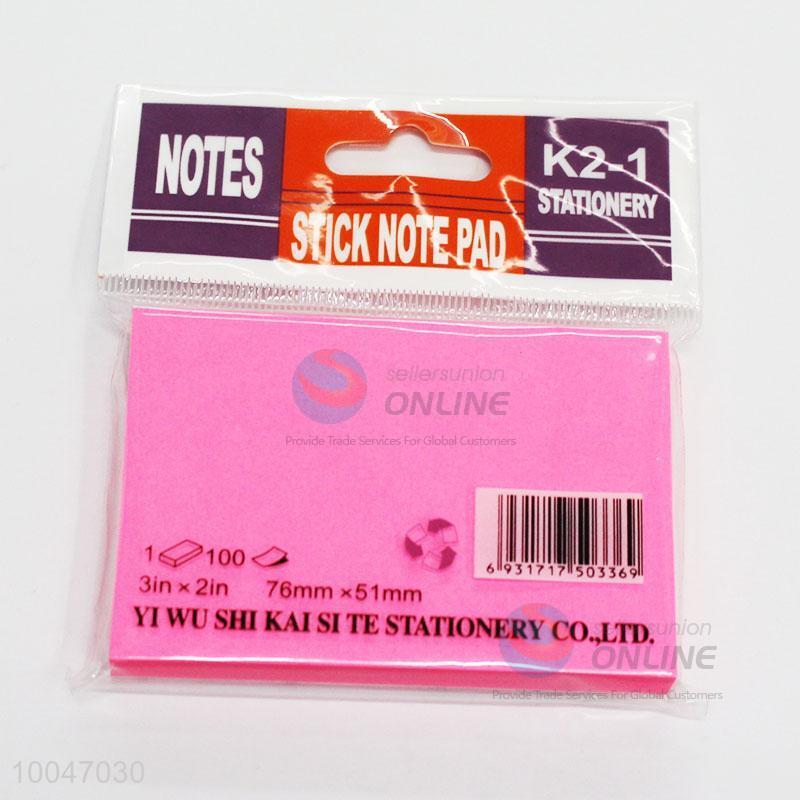 NOTES
STICK NOTE PAD
K2-1
STATIONERY
sellersunion
ONLINE
Provide Trade Services For Global Customers
1 100
3in×2in 76mm×51mm
6 931717 503369
YI WU SHI KAI SI TE STATIONERY CO.,LTD.
sellersunion
ONLINE
Provide Trade Services For Global Customers
10047030